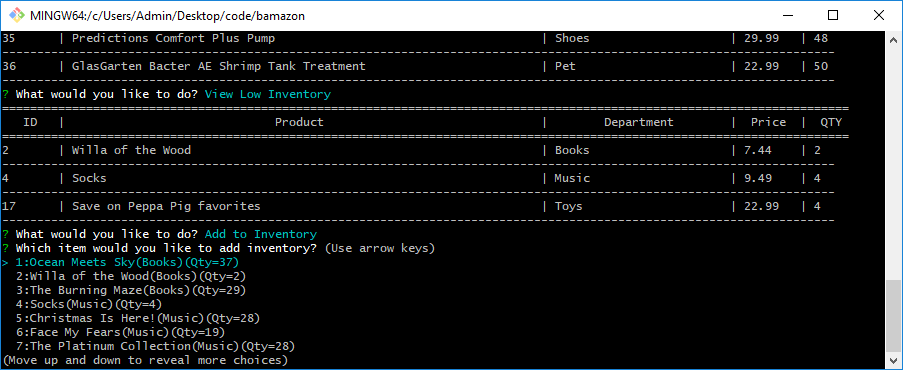 MINGW64:/c/Users/Admin/Desktop/code/bamazon
35 | Predictions Comfort Plus Pump | Shoes | 29.99 | 48
--------------------------------------------------------------------------------
36 | GlasGarten Bacter AE Shrimp Tank Treatment | Pet | 22.99 | 50
--------------------------------------------------------------------------------
? What would you like to do? View Low Inventory
================================================================================
ID | Product | Department | Price | QTY
================================================================================
2 | Willa of the Wood | Books | 7.44 | 2
--------------------------------------------------------------------------------
4 | Socks | Music | 9.49 | 4
--------------------------------------------------------------------------------
17 | Save on Peppa Pig favorites | Toys | 22.99 | 4
--------------------------------------------------------------------------------
? What would you like to do? Add to Inventory
? Which item would you like to add inventory? (Use arrow keys)
> 1:Ocean Meets Sky(Books)(Qty=37)
2:Willa of the Wood(Books)(Qty=2)
3:The Burning Maze(Books)(Qty=29)
4:Socks(Music)(Qty=4)
5:Christmas Is Here!(Music)(Qty=28)
6:Face My Fears(Music)(Qty=19)
7:The Platinum Collection(Music)(Qty=28)
(Move up and down to reveal more choices)